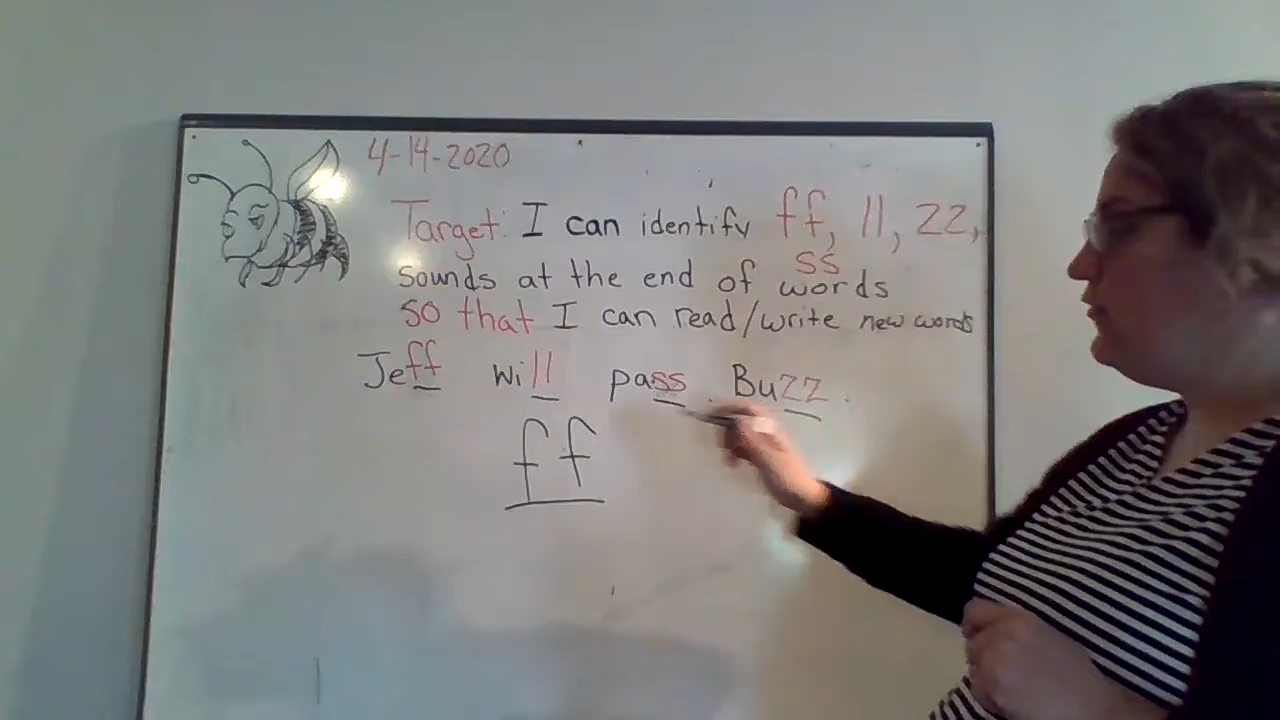 4-14-2020
Target: I can identify ff, ll, zz,
ss
sounds at the end of words
so that I can read/write new words
Jeff will pass. Buzz.
ff